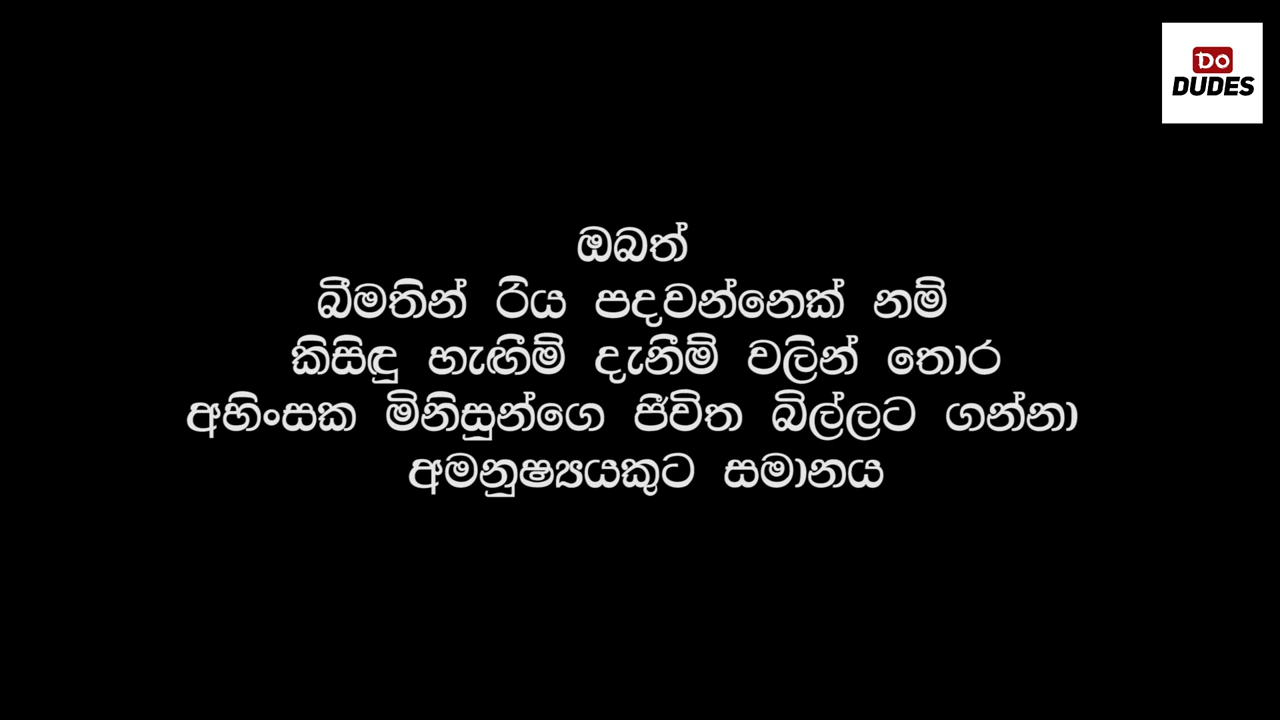 DO
DUDES
ඔබත්
බීමතින් රිය පදවන්නෙක් නම්
කිසිඳු හැඟීම් දැනීම් වලින් තොර
අහිංසක මිනිසුන්ගෙ ජීවිත බිල්ලට ගන්නා
අමනුෂ්‍යයකුට සමානය